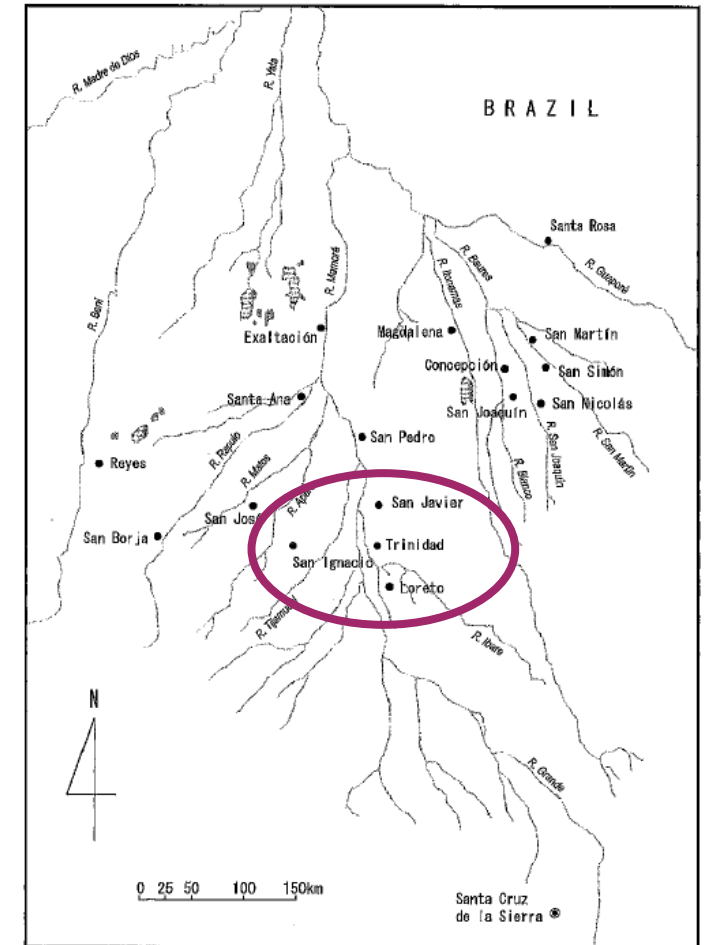 R. Madre de Dios
R. Yata
BRAZIL
Santa Rosa
R. Guaporé
R. Mamoré
R. Baures
R. Itonamas
R. Beni
Exaltación
Magdalena
San Martín
Concepción
San Simón
Santa Ana
San Joaquín
San Nicolás
San Pedro
R. Rapulo
Reyes
R. Matos
R. San Joaquín
R. San Martín
R. Blanco
San Javier
San José
San Borja
San Ignacio
Trinidad
Loreto
R. Tijamuchi
R. Ibare
N
R. Grande
0 25 50 100 150km
Santa Cruz
de la Sierra